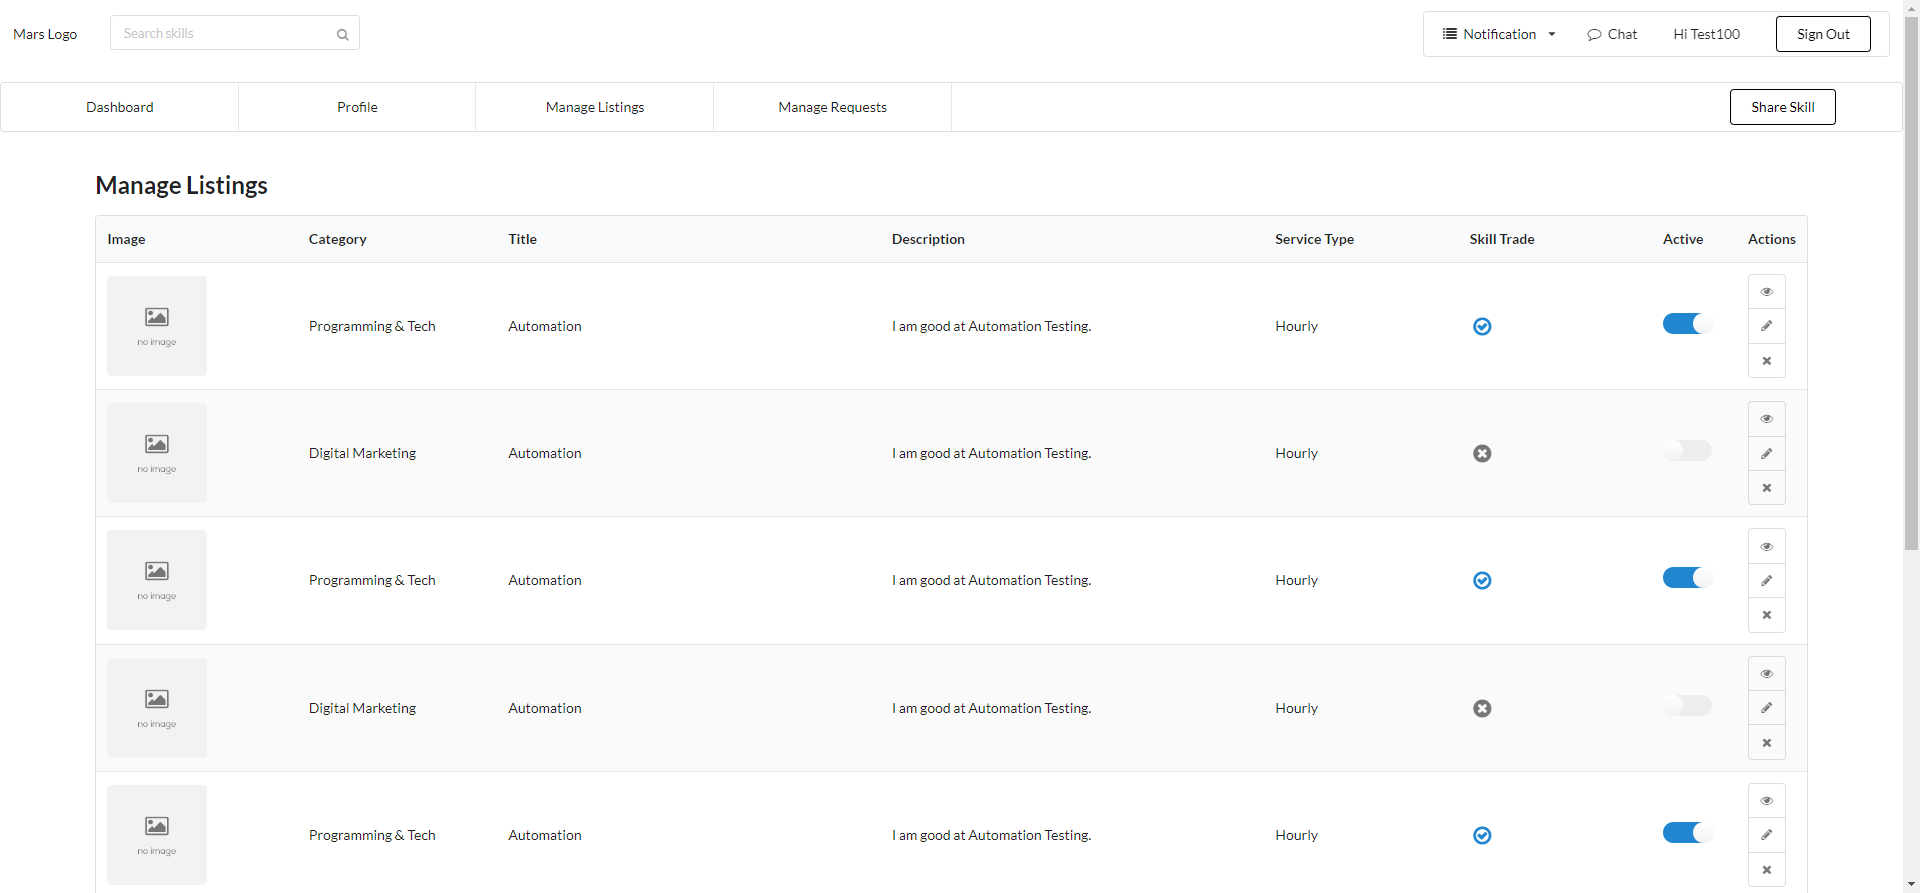 Mars Logo
Search skills
Notification
Chat
Hi Test100
Sign Out
Dashboard
Profile
Manage Listings
Manage Requests
Share Skill
Manage Listings
Image Category Title Description Service Type Skill Trade Active Actions
no image
Programming & Tech Automation I am good at Automation Testing. Hourly
no image
Digital Marketing Automation I am good at Automation Testing. Hourly
no image
Programming & Tech Automation I am good at Automation Testing. Hourly
no image
Digital Marketing Automation I am good at Automation Testing. Hourly
no image
Programming & Tech Automation I am good at Automation Testing. Hourly